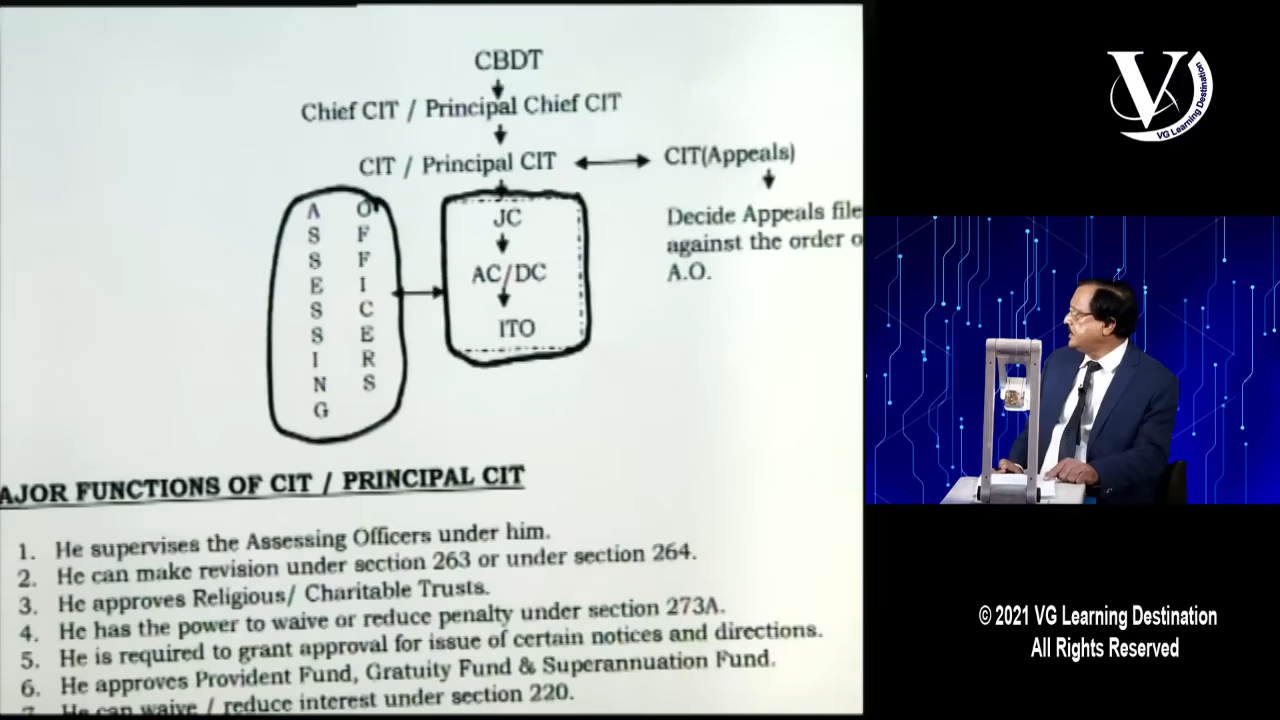 CBDT
Chief CIT / Principal Chief CIT
CIT / Principal CIT
CIT(Appeals)
ASSESSING
OFFICERS
JC
AC/DC
ITO
Decide Appeals file
against the order o
A.O.
AJOR FUNCTIONS OF CIT / PRINCIPAL CIT
1. He supervises the Assessing Officers under him.
2. He can make revision under section 263 or under section 264.
3. He approves Religious/ Charitable Trusts.
4. He has the power to waive or reduce penalty under section 273A.
5. He is required to grant approval for issue of certain notices and directions.
6. He approves Provident Fund, Gratuity Fund & Superannuation Fund.
7. He can waive / reduce interest under section 220.
V
VG Learning Destination
© 2021 VG Learning Destination
All Rights Reserved